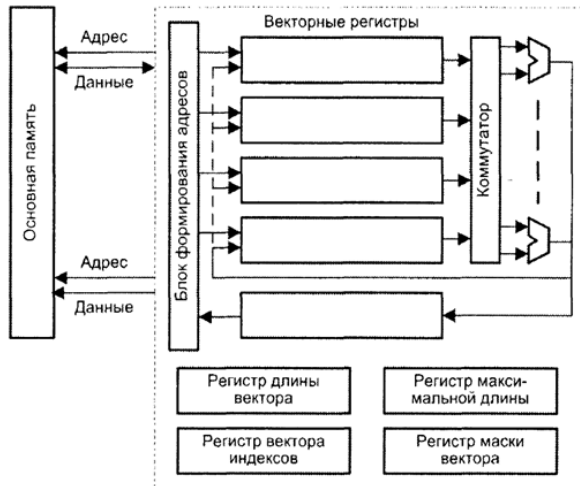 Векторные регистры
Адрес
Данные
Основная память
Блок формирования адресов
Коммутатор
Адрес
Данные
Регистр длины
вектора
Регистр макси-
мальной длины
Регистр вектора
индексов
Регистр маски
вектора